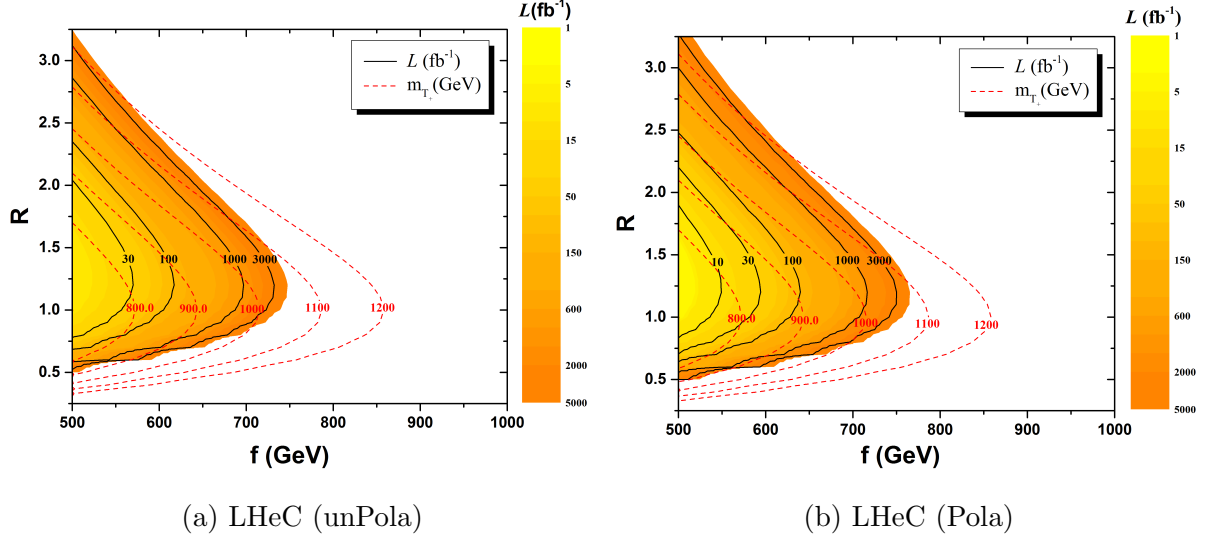 L(fb⁻¹)
3.0
2.5
2.0
1.5
1.0
0.5
R
500 600 700 800 900 1000
f (GeV)
L (fb⁻¹)
m_T₊(GeV)
30 100 1000 3000
800.0 900.0 1000 1100 1200
1
5
15
50
150
600
2000
5000
(a) LHeC (unPola)
L (fb⁻¹)
3.0
2.5
2.0
1.5
1.0
0.5
R
500 600 700 800 900 1000
f (GeV)
L (fb⁻¹)
m_T₊(GeV)
10 30 100 1000 3000
800.0 900.0 1000 1100 1200
1
5
15
50
150
600
2000
5000
(b) LHeC (Pola)